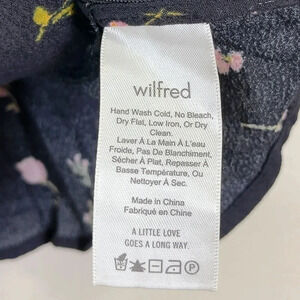 wilfred
Hand Wash Cold, No Bleach,
Dry Flat, Low Iron, Or Dry
Clean.
Laver À La Main À L'Eau
Froide, Pas De Blanchiment,
Sécher À Plat, Repasser À
Basse Température, Ou
Nettoyer À Sec.
Made in China
Fabriqué en Chine
A LITTLE LOVE
GOES A LONG WAY.